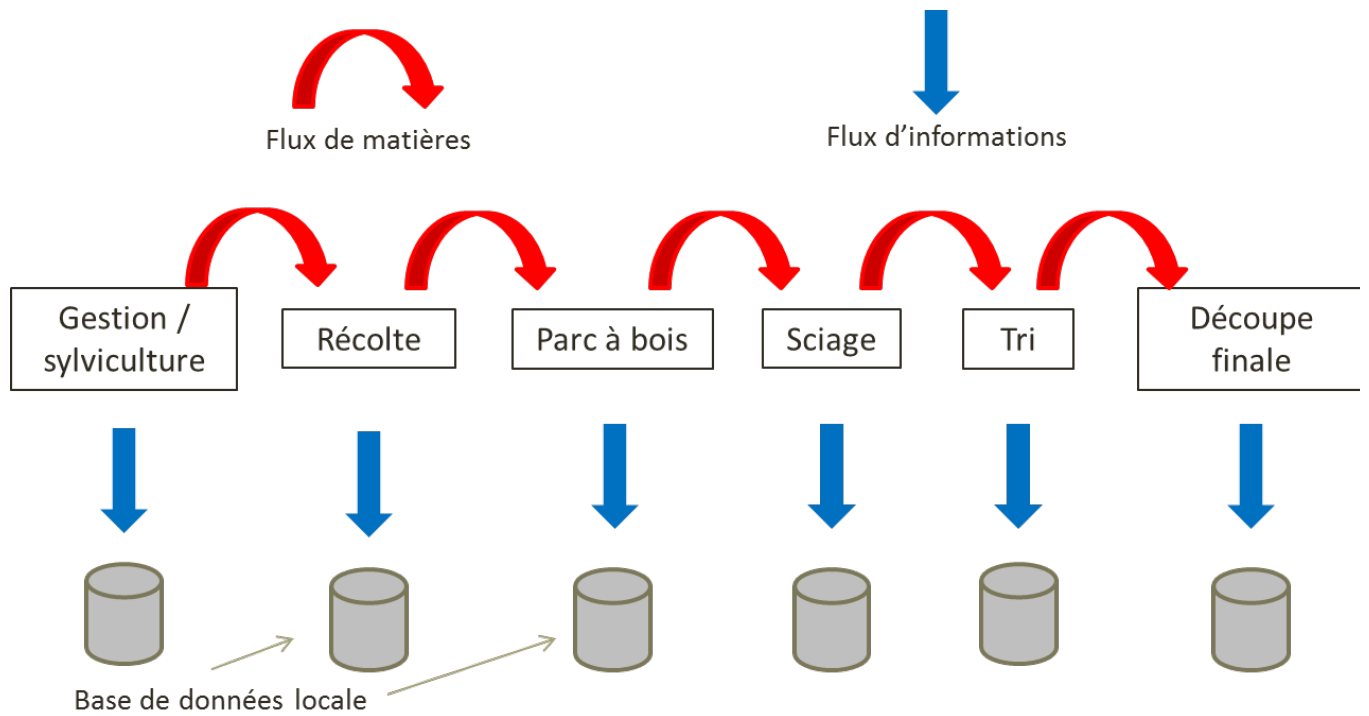 Flux de matières
Flux d’informations
Gestion /
sylviculture
Récolte
Parc à bois
Sciage
Tri
Découpe
finale
Base de données locale